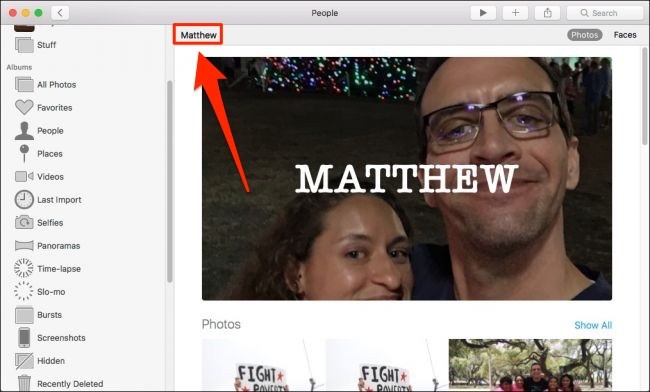 People
Search
Matthew
Photos Faces
Stuff
Albums
All Photos
Favorites
People
Places
Videos
Last Import
Selfies
Panoramas
Time-lapse
Slo-mo
Bursts
Screenshots
Hidden
Recently Deleted
MATTHEW
Photos Show All
FIGHT FIGHT
POVERTY POVERTY